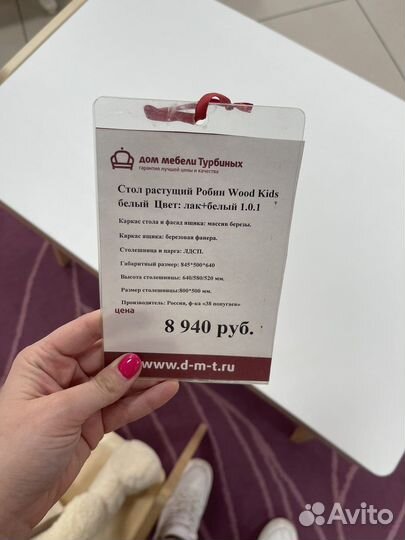 дом мебели Турбиных
гарантия лучшей цены и качества
Стол растущий Робин Wood Kids
белый Цвет: лак+белый 1.0.1
Каркас стола и фасад ящика: массив березы.
Каркас ящика: березовая фанера.
Столешница и царга: ЛДСП.
Габаритный размер: 845*500*640
Высота столешницы: 640/580/520 мм.
Размер столешницы:800*500 мм.
Производитель: Россия, ф-ка «38 попугаев»
цена
8 940 руб.
www.d-m-t.ru
Avito